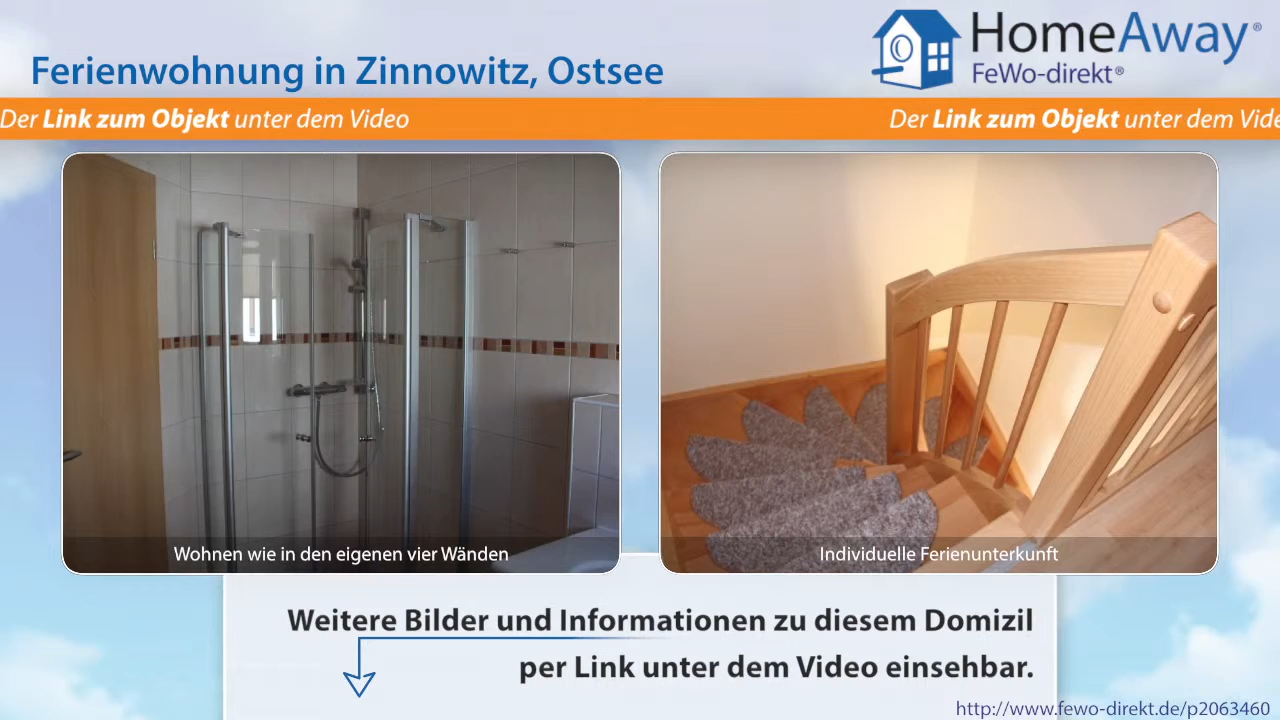 Ferienwohnung in Zinnowitz, Ostsee
HomeAway®
FeWo-direkt®
Der Link zum Objekt unter dem Video
Der Link zum Objekt unter dem Vide
Wohnen wie in den eigenen vier Wänden
Individuelle Ferienunterkunft
Weitere Bilder und Informationen zu diesem Domizil
per Link unter dem Video einsehbar.
http://www.fewo-direkt.de/p2063460